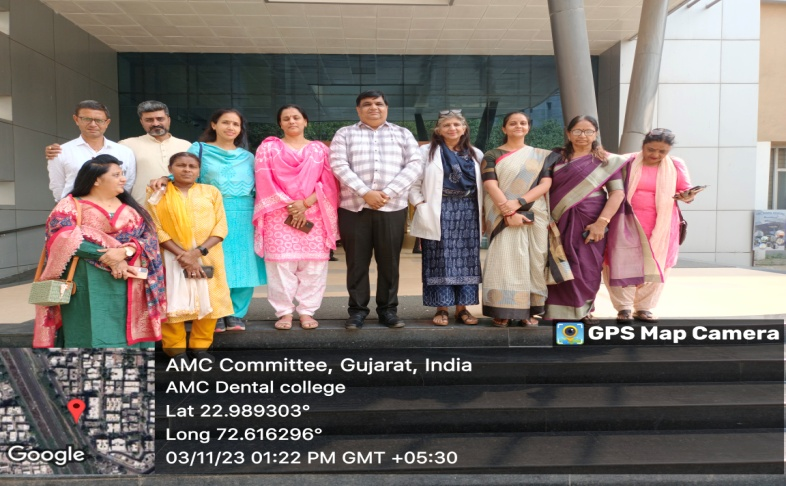 GPS Map Camera
AMC Committee, Gujarat, India
AMC Dental college
Lat 22.989303°
Long 72.616296°
03/11/23 01:22 PM GMT +05:30
Google